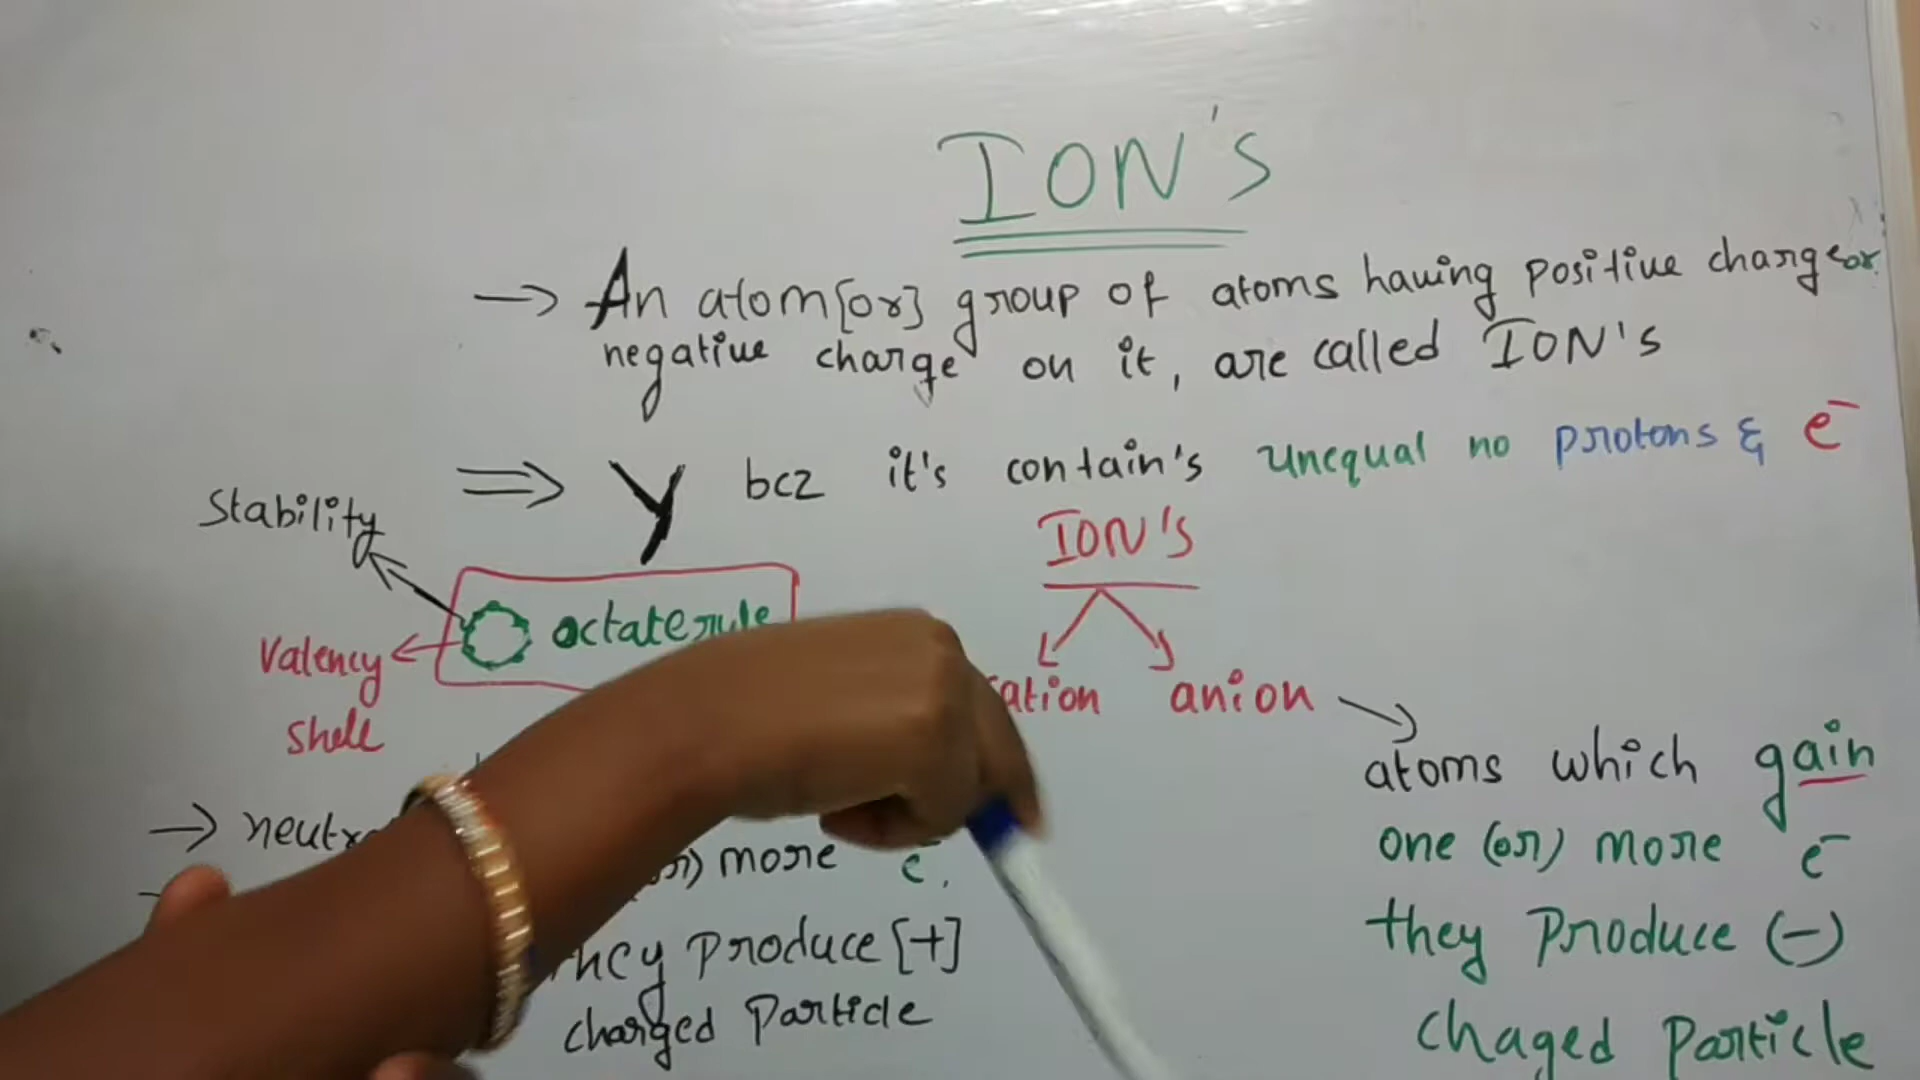 ION's
→ An atom[or] group of atoms having positive charge or
negative charge on it, are called ION's
⇒ Y bcz it's contain's unequal no protons & e⁻
Stability
octate rule
Valency
shell
ION's
cation anion
→ neutr
(or) more e⁻.
they produce [+]
charged particle
atoms which gain
one (or) more e⁻
they produce (-)
chaged particle